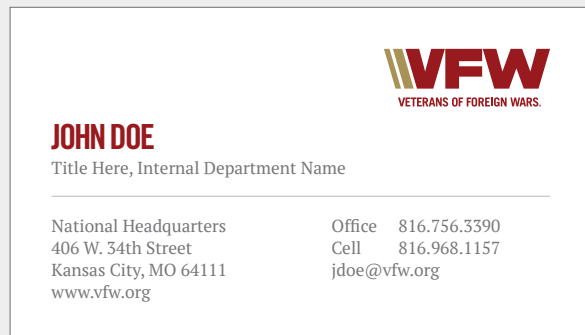 VFW
VETERANS OF FOREIGN WARS.
JOHN DOE
Title Here, Internal Department Name
National Headquarters
406 W. 34th Street
Kansas City, MO 64111
www.vfw.org
Office 816.756.3390
Cell 816.968.1157
jdoe@vfw.org